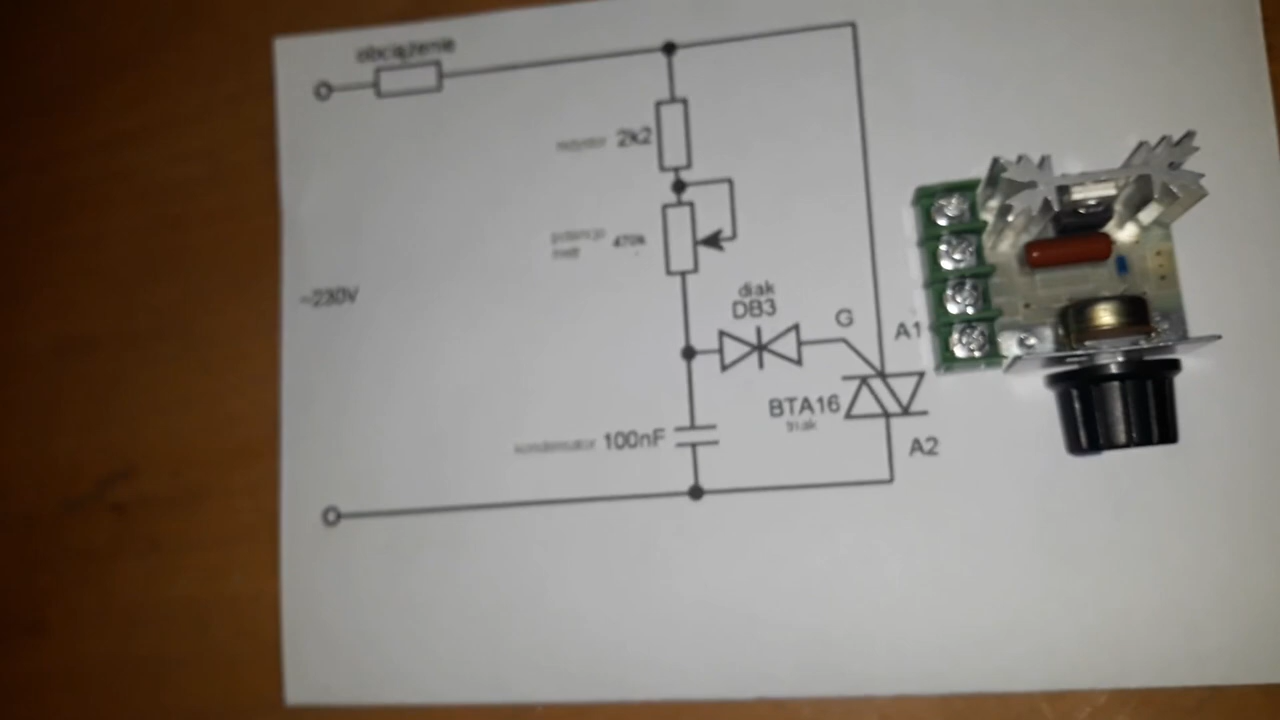 obciążenie
2k2
470k
~230V
diak
DB3
G
A1
BTA16
triak
kondensator 100nF
A2